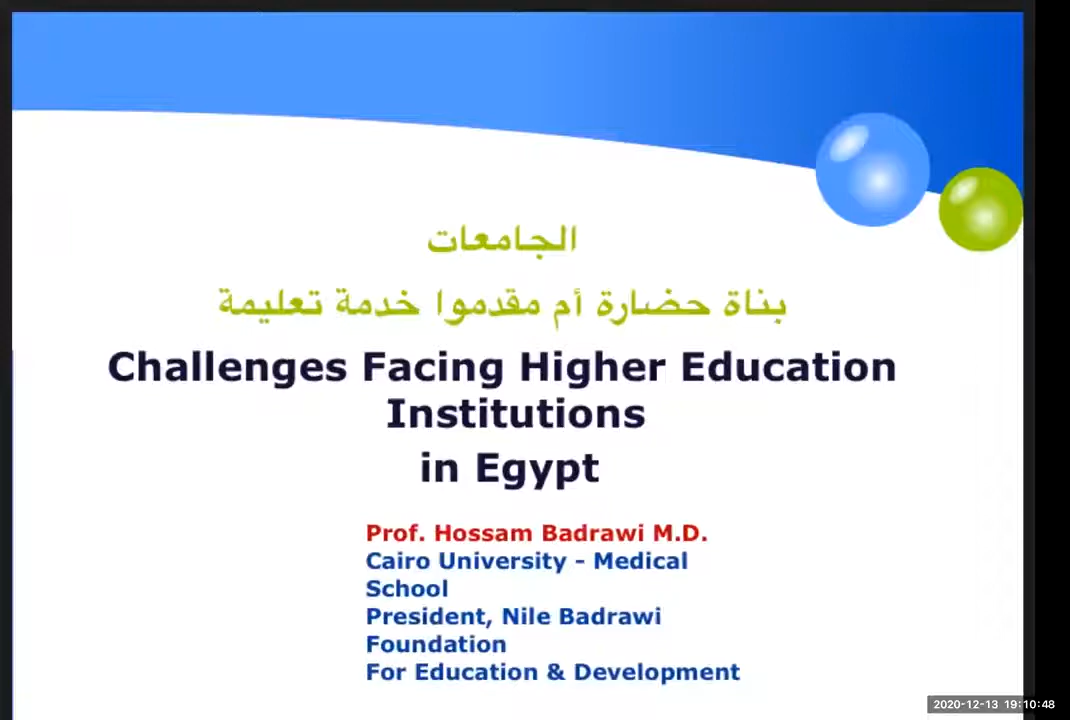 الجامعات
بناة حضارة أم مقدموا خدمة تعليمة
Challenges Facing Higher Education
Institutions
in Egypt
Prof. Hossam Badrawi M.D.
Cairo University - Medical
School
President, Nile Badrawi
Foundation
For Education & Development
2020-12-13 19:10:48